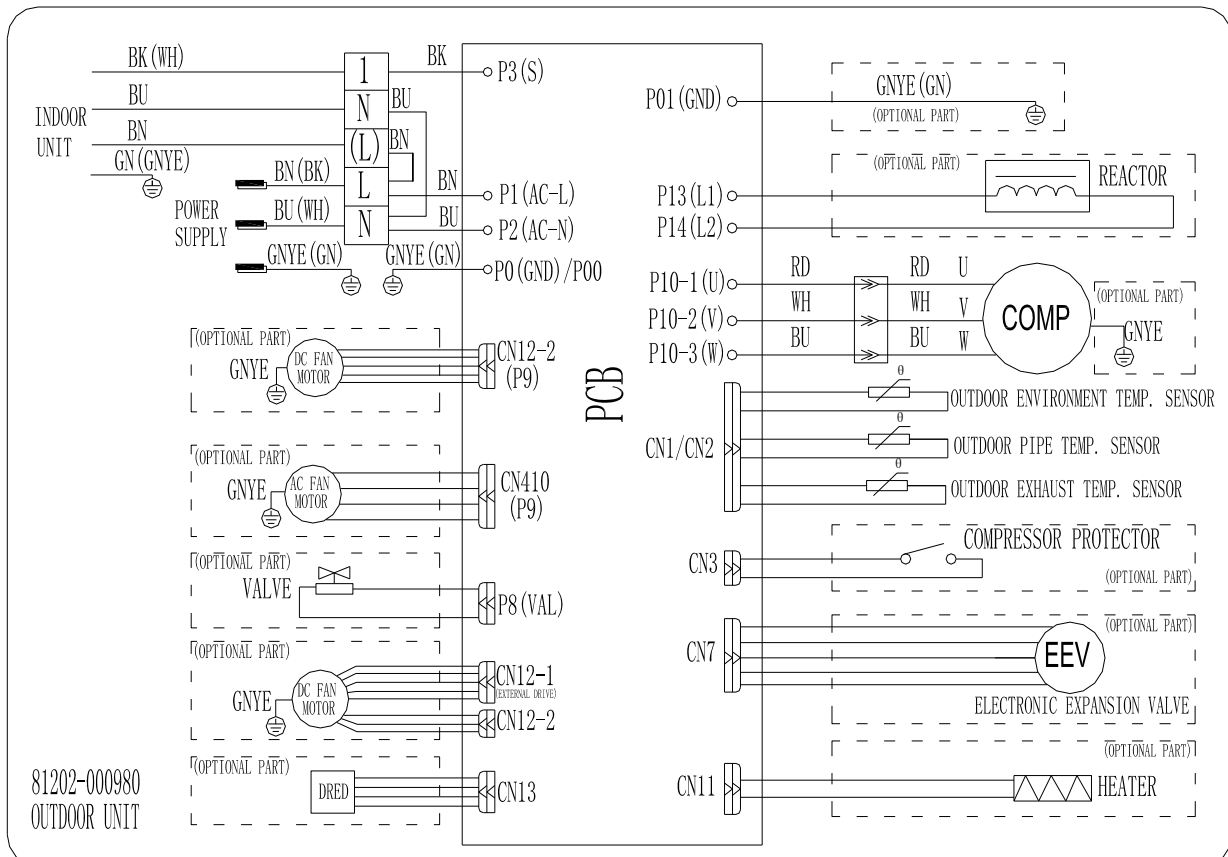 BK(WH)
BU
INDOOR
UNIT
BN
GN(GNYE)
BN(BK)
POWER
SUPPLY
BU(WH)
GNYE(GN)
1
N
(L)
L
N
BK
BU
BN
BN
BU
GNYE(GN)
P3(S)
P1(AC-L)
P2(AC-N)
P0(GND)/P00
(OPTIONAL PART)
GNYE
DC FAN
MOTOR
CN12-2
(P9)
(OPTIONAL PART)
GNYE
AC FAN
MOTOR
CN410
(P9)
(OPTIONAL PART)
VALVE
P8(VAL)
(OPTIONAL PART)
GNYE
DC FAN
MOTOR
CN12-1
(EXTERNAL DRIVE)
CN12-2
(OPTIONAL PART)
DRED
CN13
81202-000980
OUTDOOR UNIT
PCB
P01(GND)
GNYE(GN)
(OPTIONAL PART)
(OPTIONAL PART)
REACTOR
P13(L1)
P14(L2)
P10-1(U)
RD
RD
U
P10-2(V)
WH
WH
V
P10-3(W)
BU
BU
W
COMP
(OPTIONAL PART)
GNYE
CN1/CN2
θ
OUTDOOR ENVIRONMENT TEMP. SENSOR
θ
OUTDOOR PIPE TEMP. SENSOR
θ
OUTDOOR EXHAUST TEMP. SENSOR
CN3
COMPRESSOR PROTECTOR
(OPTIONAL PART)
CN7
(OPTIONAL PART)
EEV
ELECTRONIC EXPANSION VALVE
(OPTIONAL PART)
CN11
HEATER